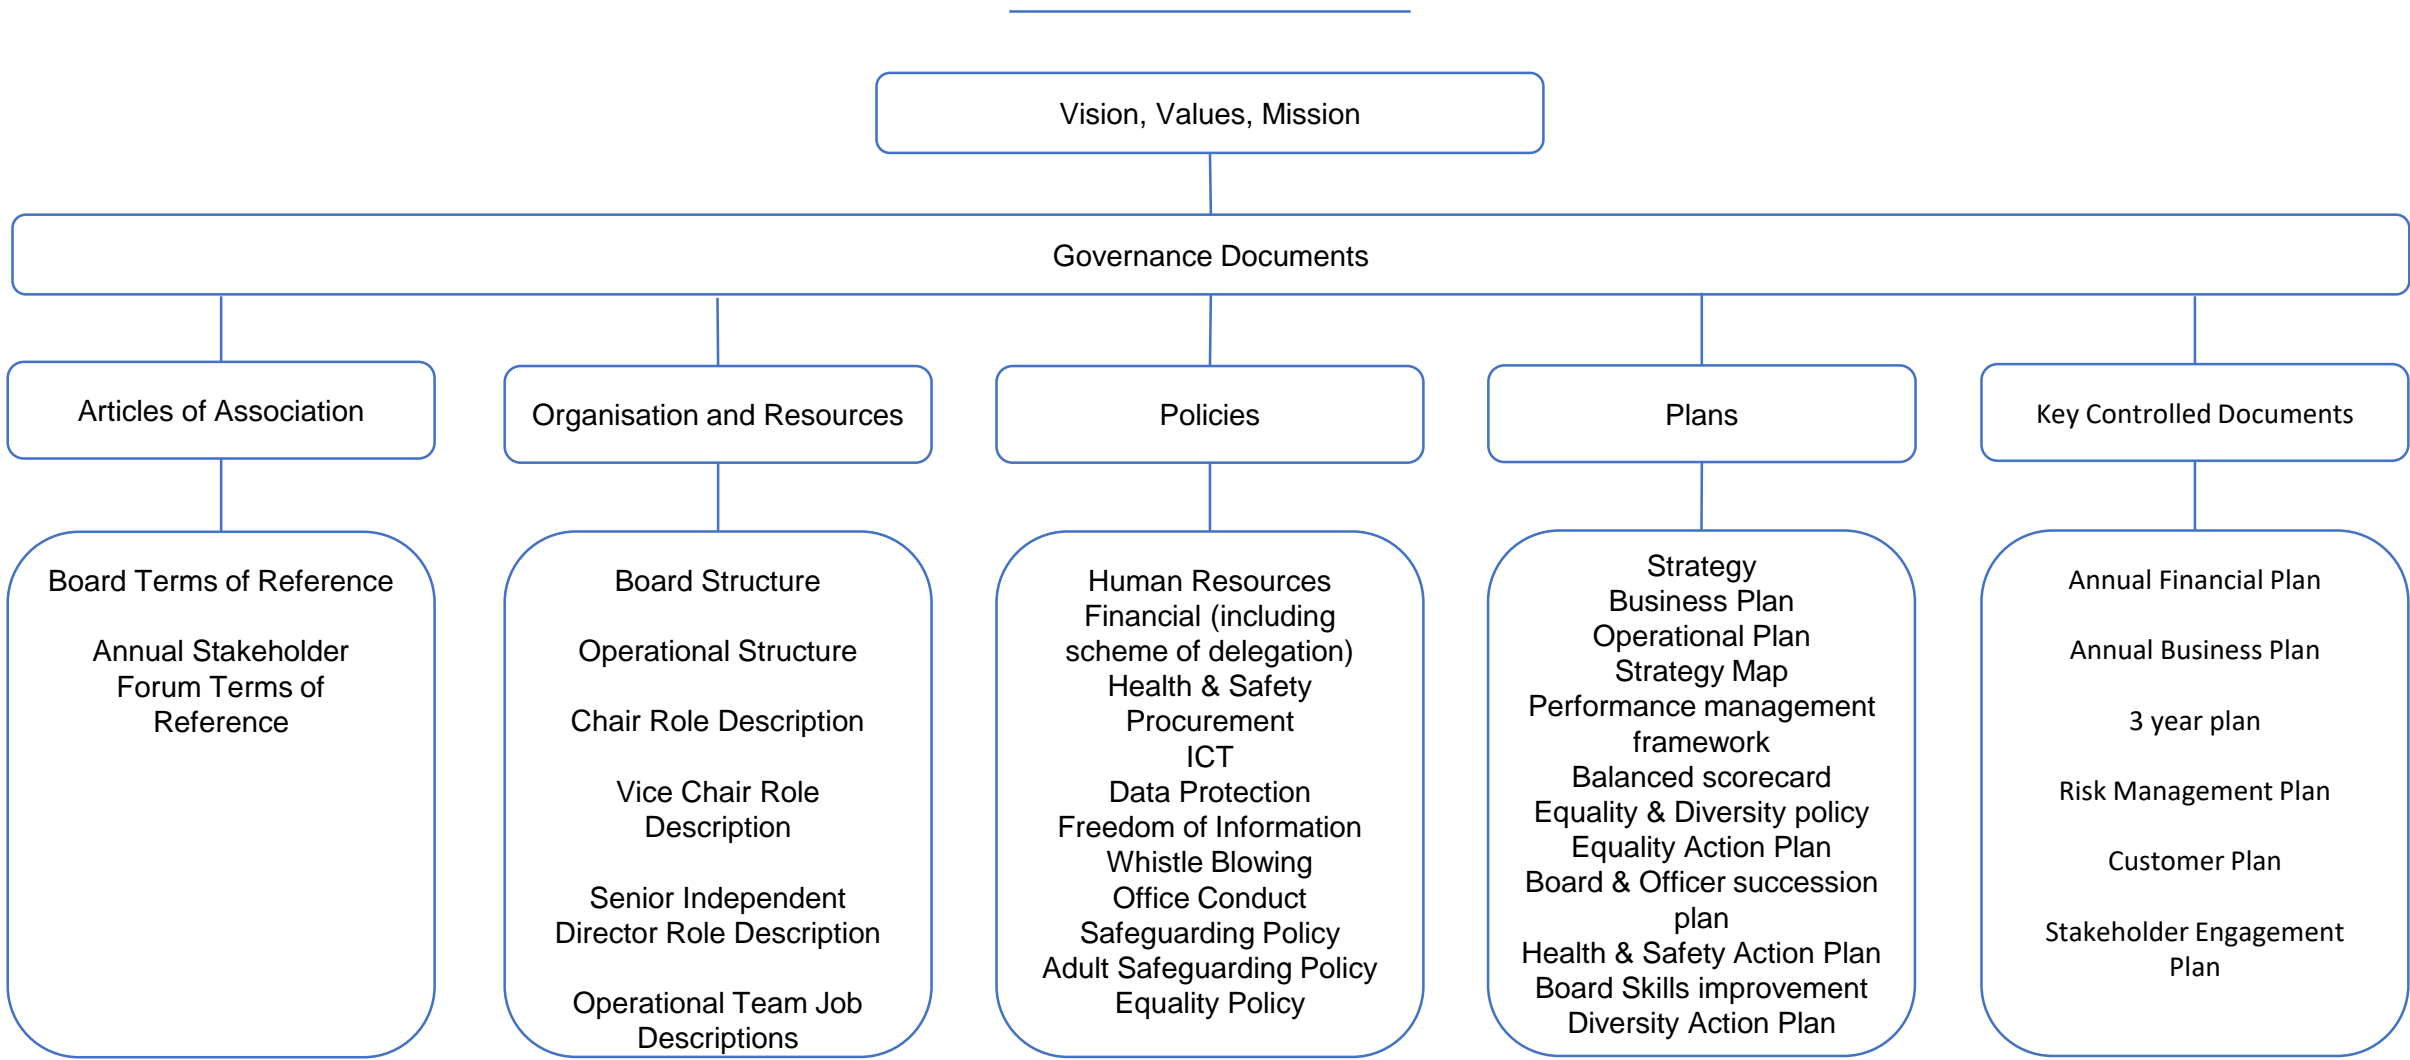 Vision, Values, Mission
Governance Documents
Articles of Association
Organisation and Resources
Policies
Plans
Key Controlled Documents
Board Terms of Reference
Annual Stakeholder
Forum Terms of
Reference
Board Structure
Operational Structure
Chair Role Description
Vice Chair Role
Description
Senior Independent
Director Role Description
Operational Team Job
Descriptions
Human Resources
Financial (including
scheme of delegation)
Health & Safety
Procurement
ICT
Data Protection
Freedom of Information
Whistle Blowing
Office Conduct
Safeguarding Policy
Adult Safeguarding Policy
Equality Policy
Strategy
Business Plan
Operational Plan
Strategy Map
Performance management
framework
Balanced scorecard
Equality & Diversity policy
Equality Action Plan
Board & Officer succession
plan
Health & Safety Action Plan
Board Skills improvement
Diversity Action Plan
Annual Financial Plan
Annual Business Plan
3 year plan
Risk Management Plan
Customer Plan
Stakeholder Engagement
Plan